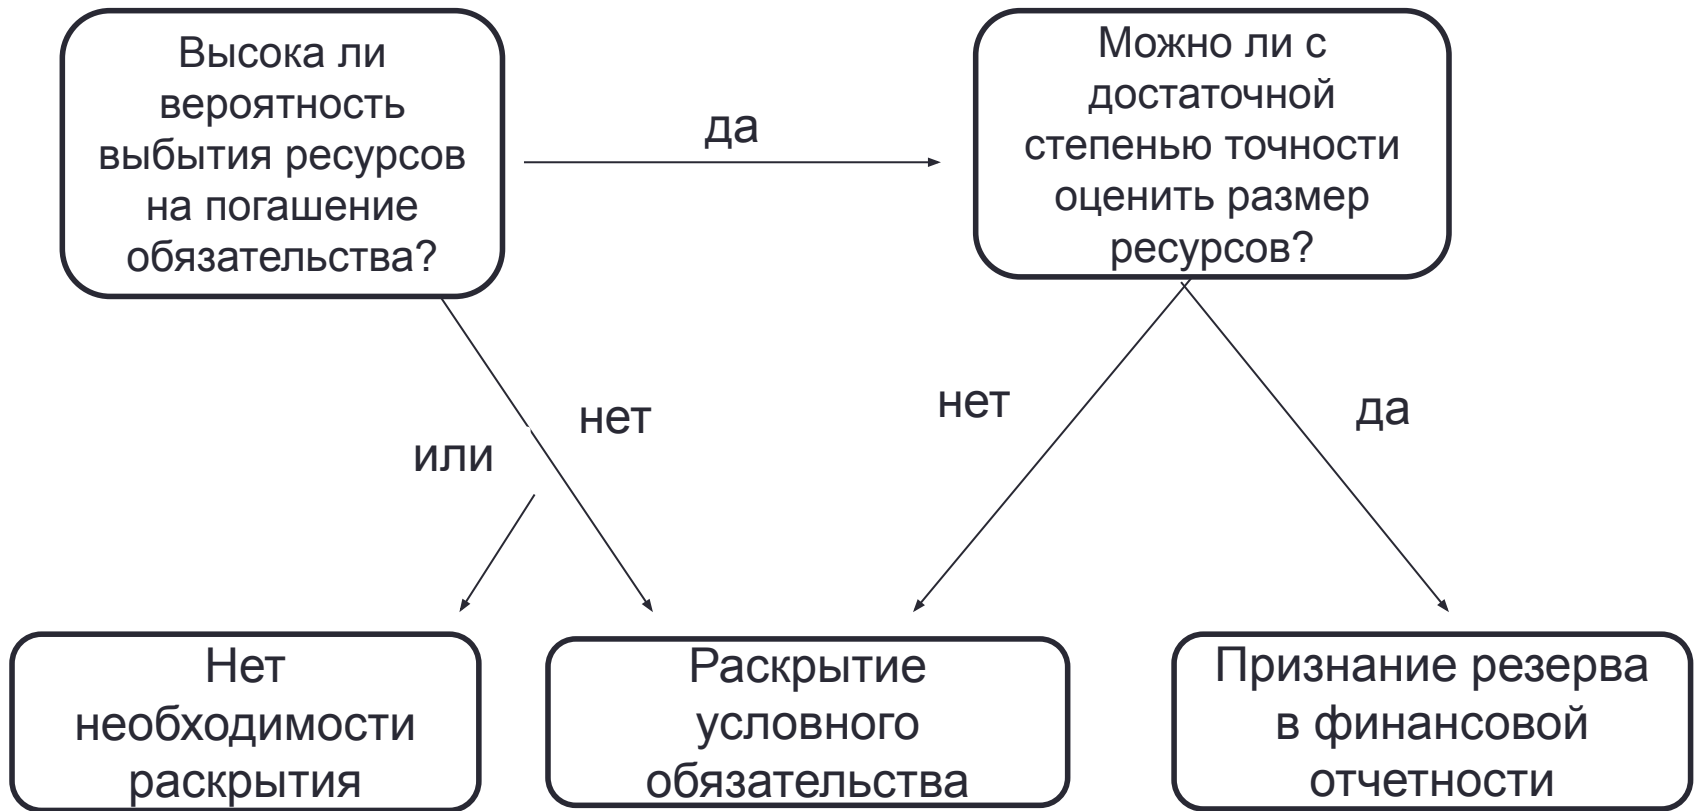 Высока ли
вероятность
выбытия ресурсов
на погашение
обязательства?
да
Можно ли с
достаточной
степенью точности
оценить размер
ресурсов?
нет
или
нет
да
Нет
необходимости
раскрытия
Раскрытие
условного
обязательства
Признание резерва
в финансовой
отчетности